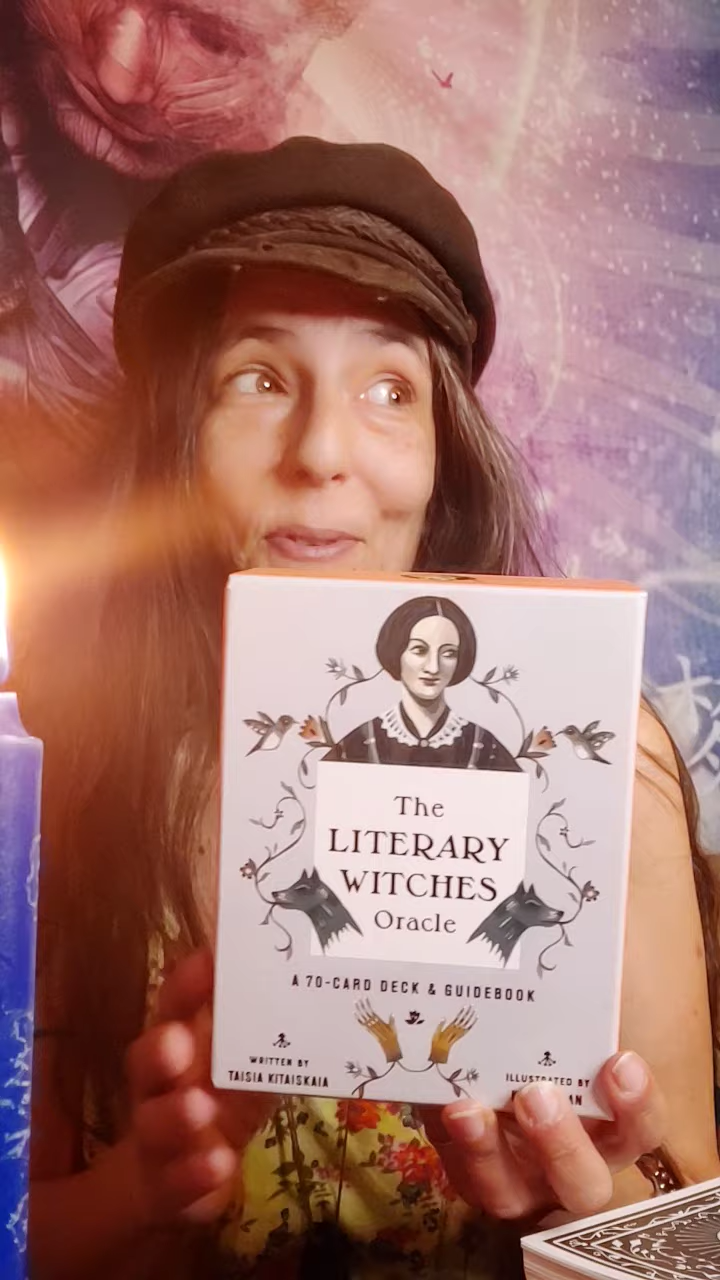 The
LITERARY
WITCHES
Oracle
A 70-CARD DECK & GUIDEBOOK
WRITTEN BY
TAISIA KITAISKAIA
ILLUSTRATED BY